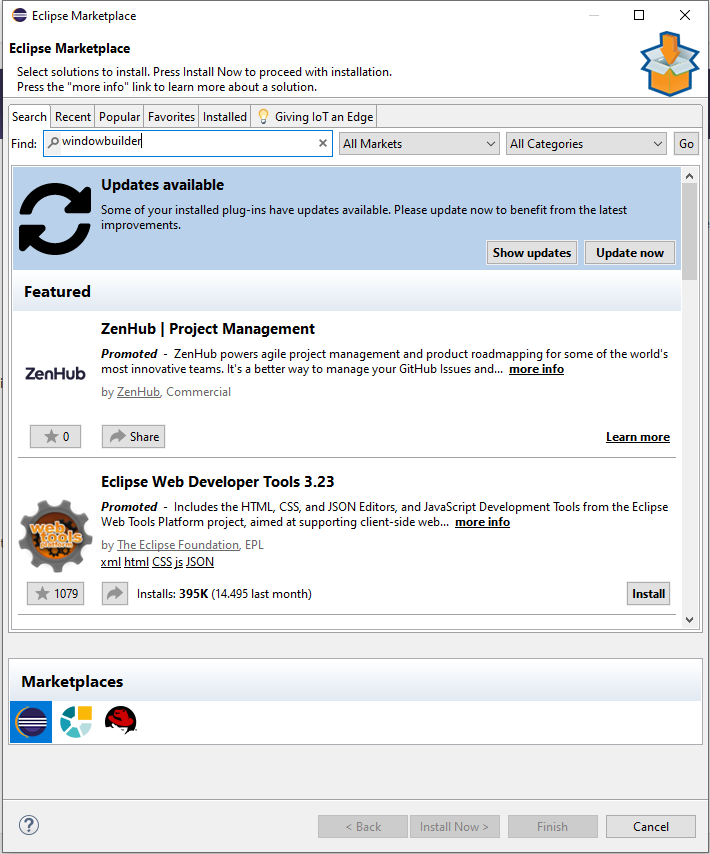 Eclipse Marketplace
Eclipse Marketplace
Select solutions to install. Press Install Now to proceed with installation.
Press the "more info" link to learn more about a solution.
Search Recent Popular Favorites Installed Giving IoT an Edge
Find: windowbuilder All Markets All Categories Go
Updates available
Some of your installed plug-ins have updates available. Please update now to benefit from the latest
improvements.
Show updates Update now
Featured
ZenHub | Project Management
ZenHub
Promoted - ZenHub powers agile project management and product roadmapping for some of the world's
most innovative teams. It's a better way to manage your GitHub Issues and... more info
by ZenHub, Commercial
0 Share Learn more
Eclipse Web Developer Tools 3.23
Promoted - Includes the HTML, CSS, and JSON Editors, and JavaScript Development Tools from the Eclipse
Web Tools Platform project, aimed at supporting client-side web... more info
web
tools
platform
by The Eclipse Foundation, EPL
xml html CSS js JSON
1079 Installs: 395K (14.495 last month) Install
Marketplaces
? < Back Install Now > Finish Cancel